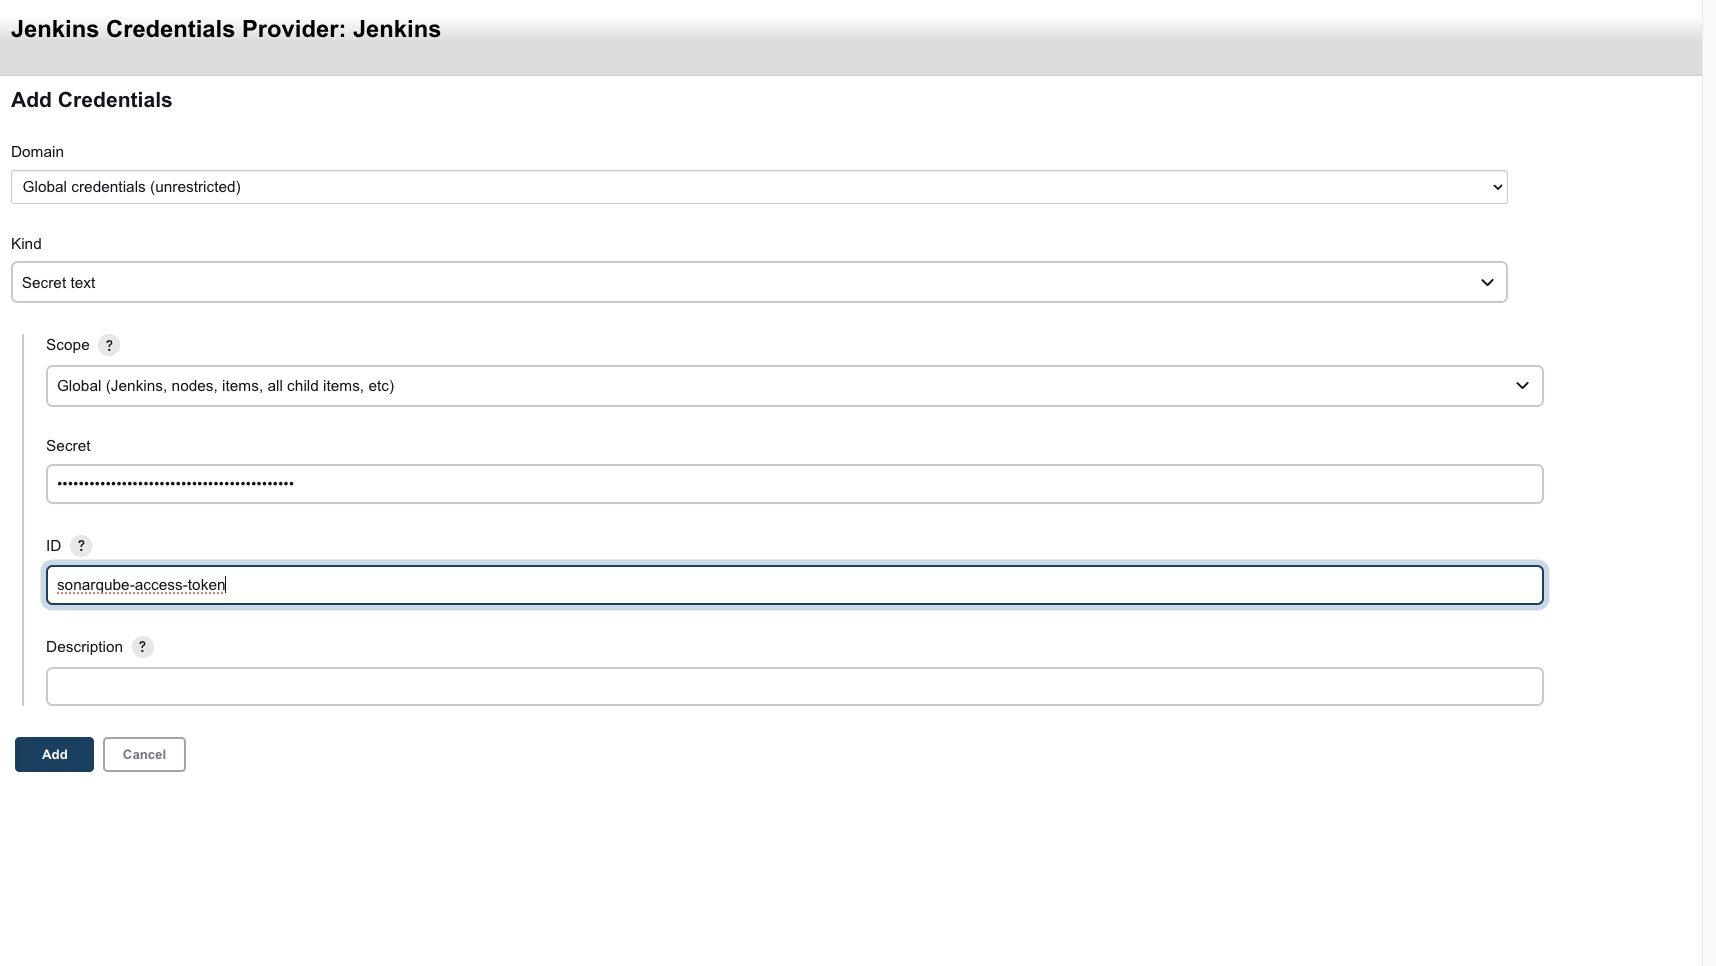 Jenkins Credentials Provider: Jenkins
Add Credentials
Domain
Global credentials (unrestricted)
Kind
Secret text
Scope ?
Global (Jenkins, nodes, items, all child items, etc)
Secret
••••••••••••••••••••••••••••••••••••••••••••
ID ?
sonarqube-access-token
Description ?
Add Cancel